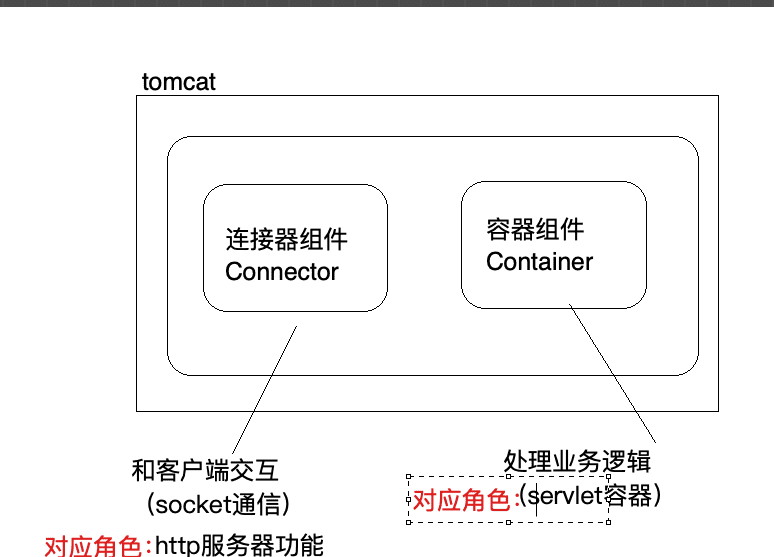 tomcat
连接器组件
Connector
容器组件
Container
和客户端交互
（socket通信）
对应角色：http服务器功能
处理业务逻辑
（servlet容器）
对应角色：